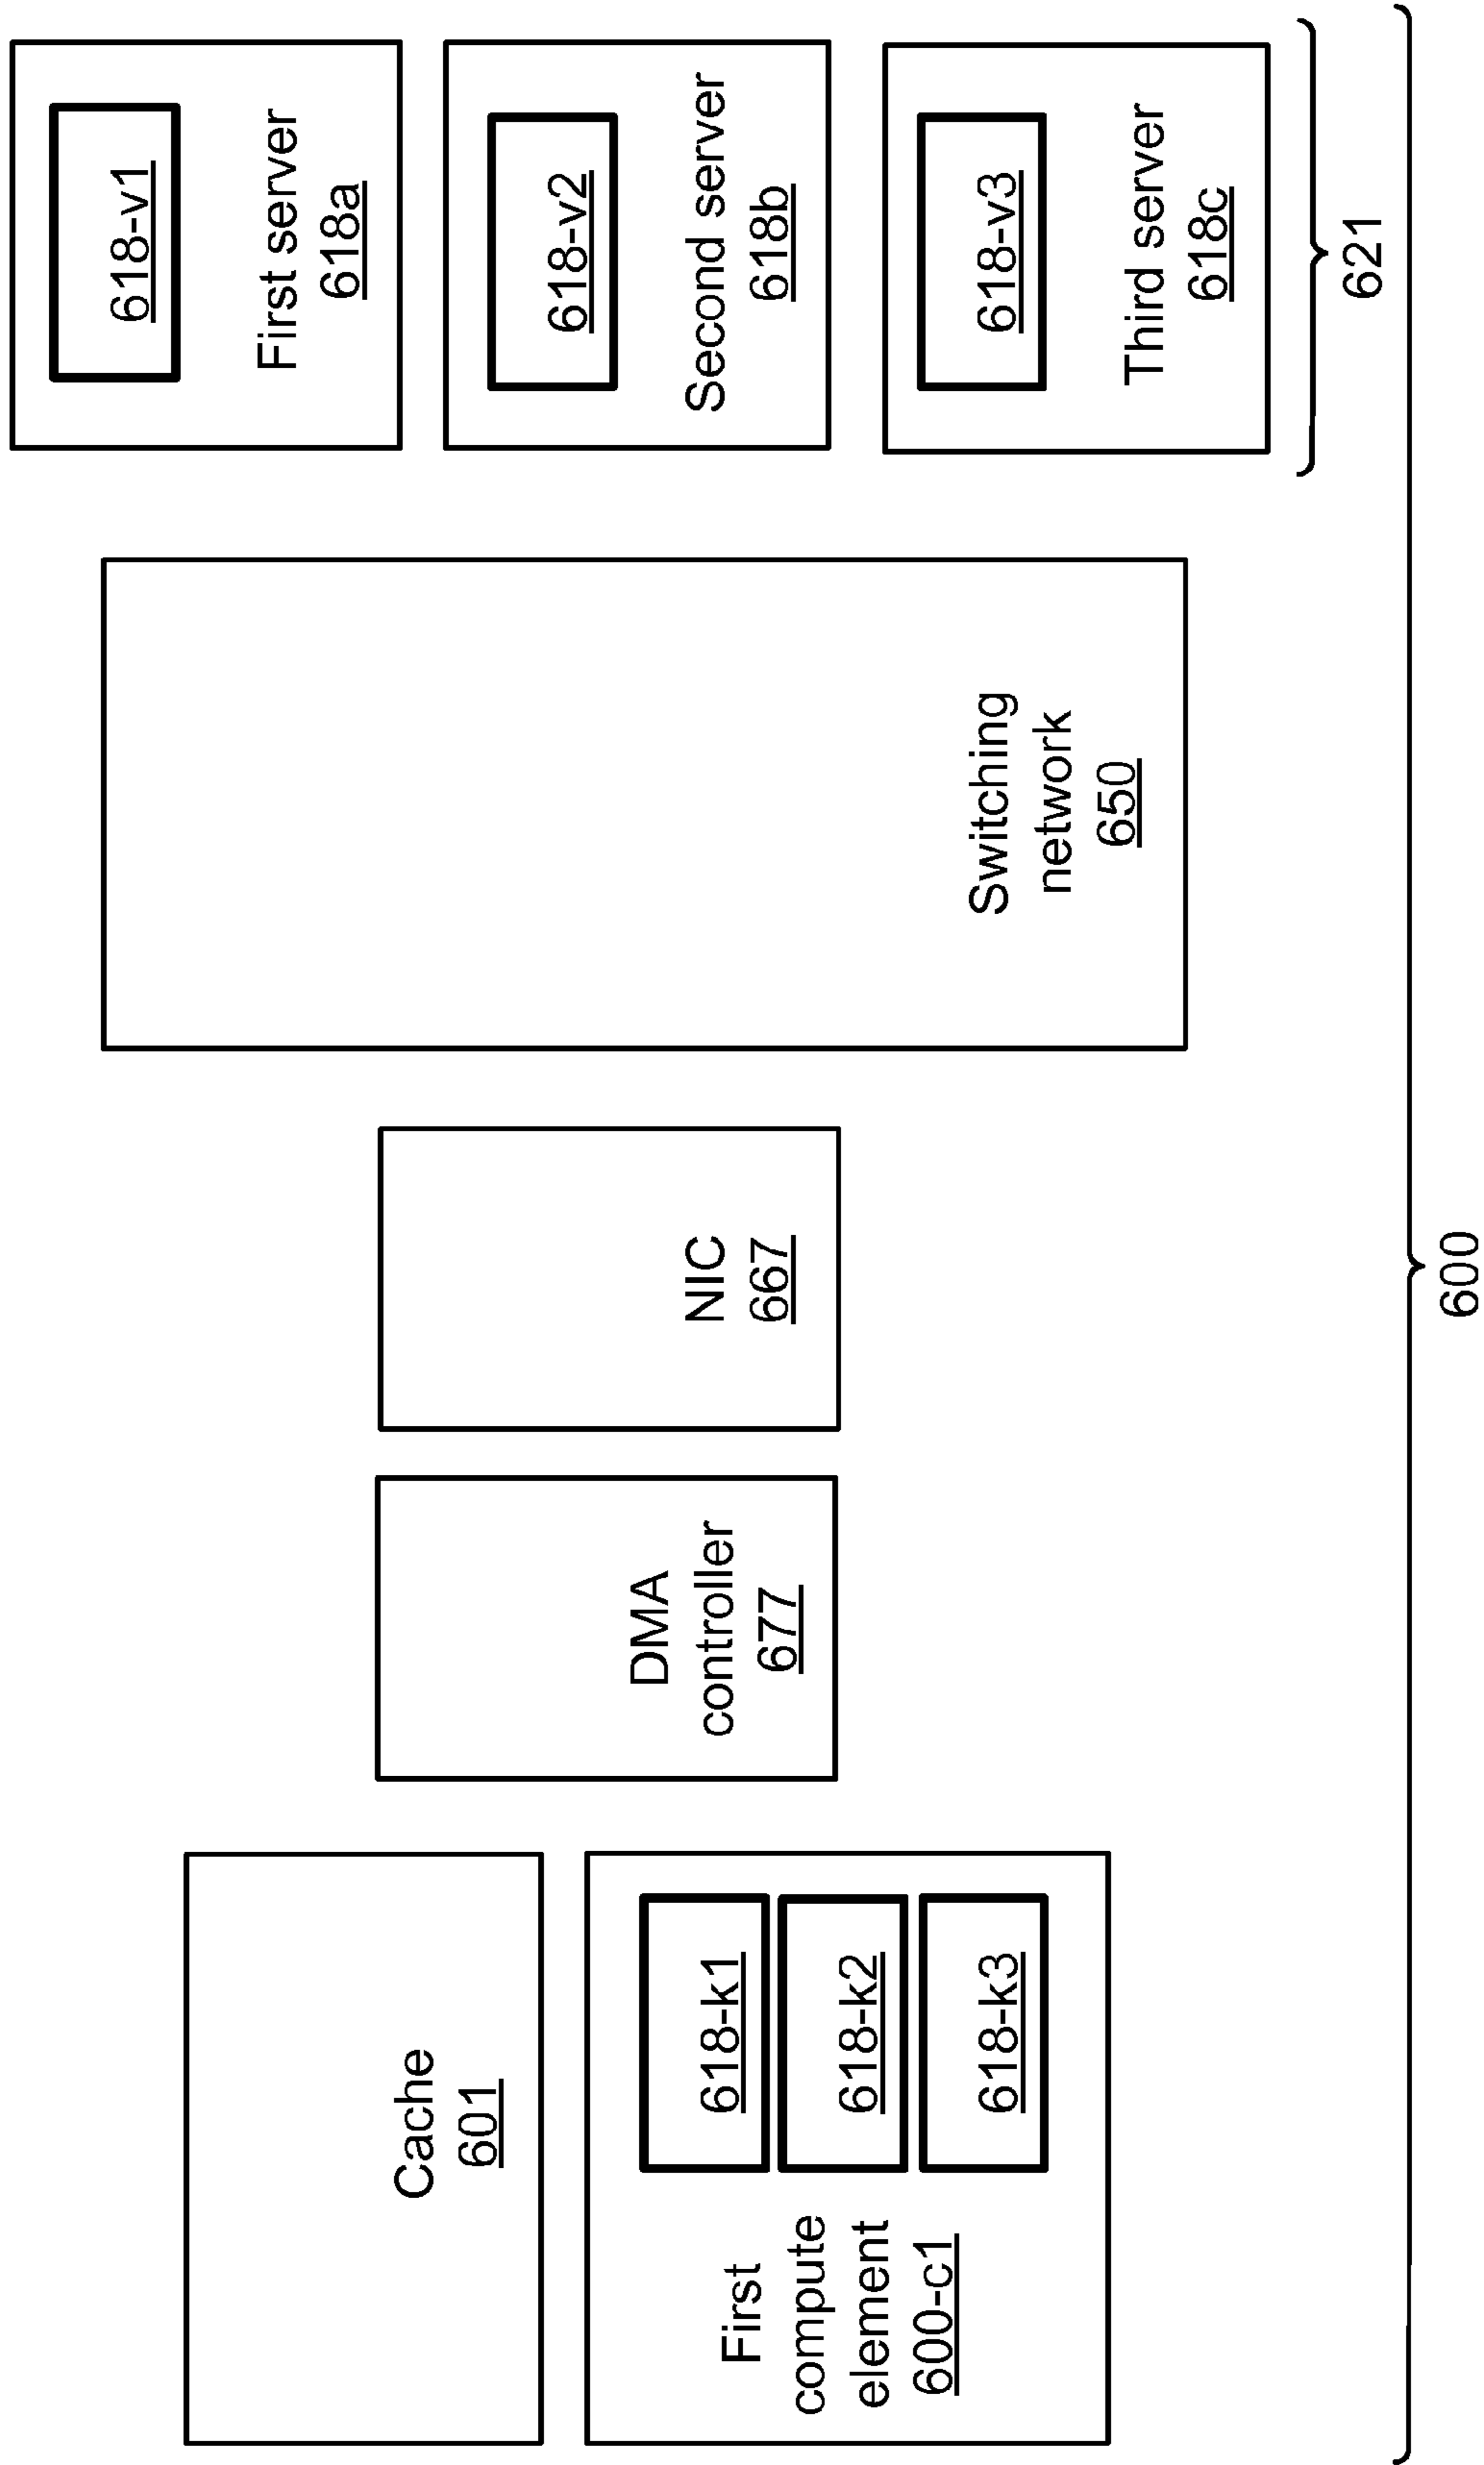 Cache
601
First
compute
element
600-c1
618-k1
618-k2
618-k3
DMA
controller
677
NIC
667
Switching
network
650
618-v1
First server
618a
618-v2
Second server
618b
618-v3
Third server
618c
621
600